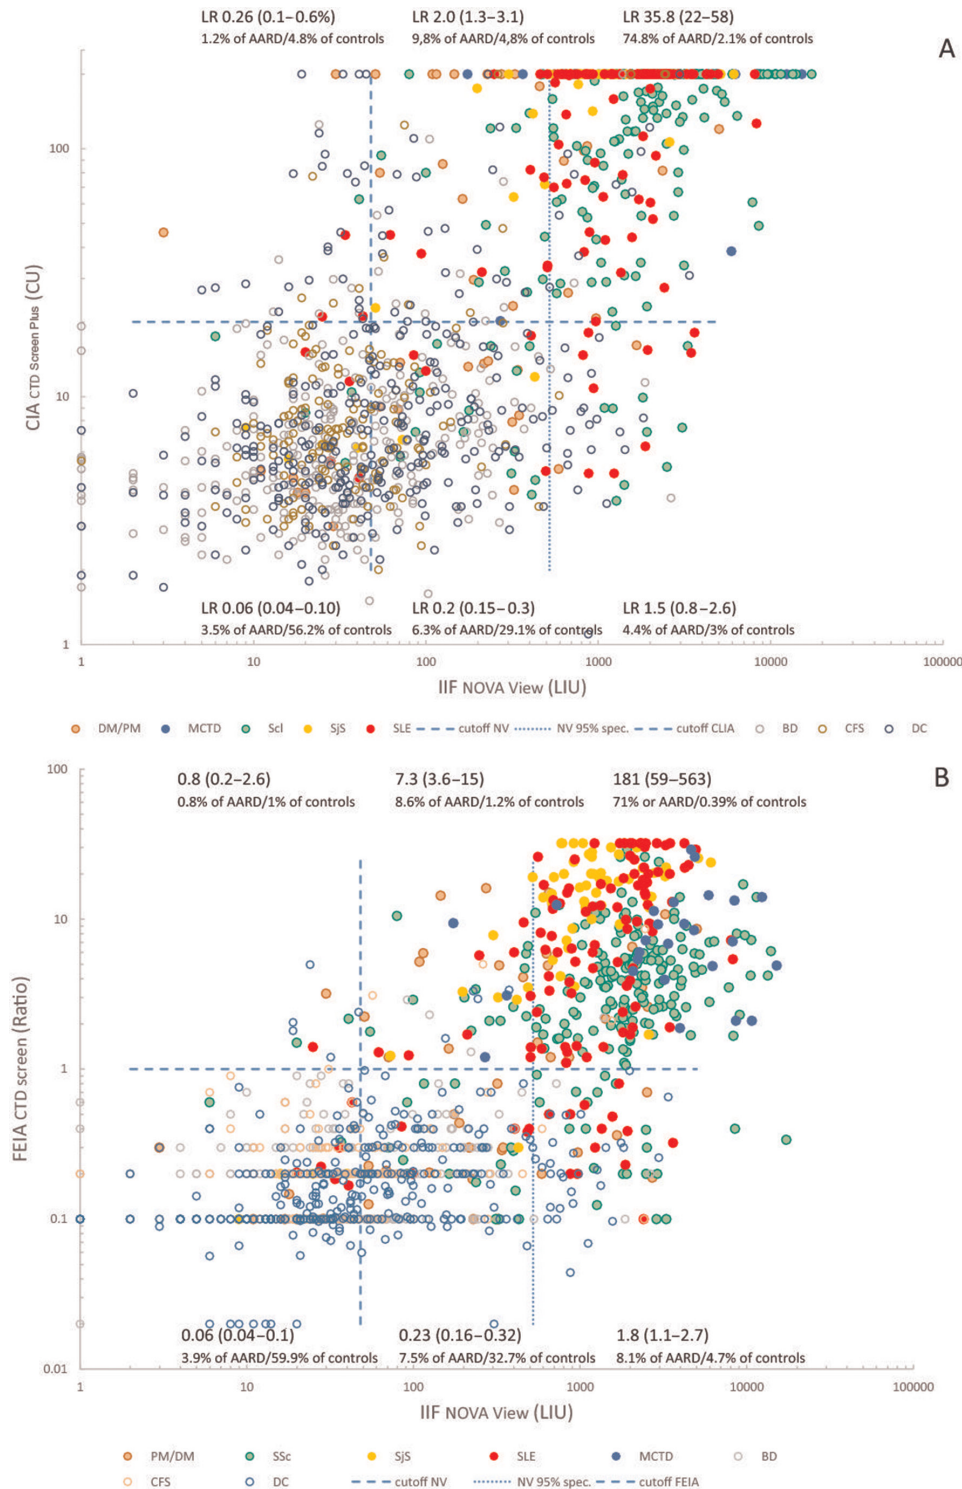 LR 0.26 (0.1–0.6%) LR 2.0 (1.3–3.1) LR 35.8 (22–58)
1.2% of AARD/4.8% of controls 9,8% of AARD/4,8% of controls 74.8% of AARD/2.1% of controls
A
100
10
1
CIA CTD Screen Plus (CU)
LR 0.06 (0.04–0.10) LR 0.2 (0.15–0.3) LR 1.5 (0.8–2.6)
3.5% of AARD/56.2% of controls 6.3% of AARD/29.1% of controls 4.4% of AARD/3% of controls
1 10 100 1000 10000 100000
IIF NOVA View (LIU)
DM/PM MCTD Scl SjS SLE cutoff NV NV 95% spec. cutoff CLIA BD CFS DC
0.8 (0.2–2.6) 7.3 (3.6–15) 181 (59–563)
0.8% of AARD/1% of controls 8.6% of AARD/1.2% of controls 71% or AARD/0.39% of controls
B
100
10
1
0.1
0.01
FEIA CTD screen (Ratio)
0.06 (0.04–0.1) 0.23 (0.16–0.32) 1.8 (1.1–2.7)
3.9% of AARD/59.9% of controls 7.5% of AARD/32.7% of controls 8.1% of AARD/4.7% of controls
1 10 100 1000 10000 100000
IIF NOVA View (LIU)
PM/DM SSc SjS SLE MCTD BD
CFS DC cutoff NV NV 95% spec. cutoff FEIA